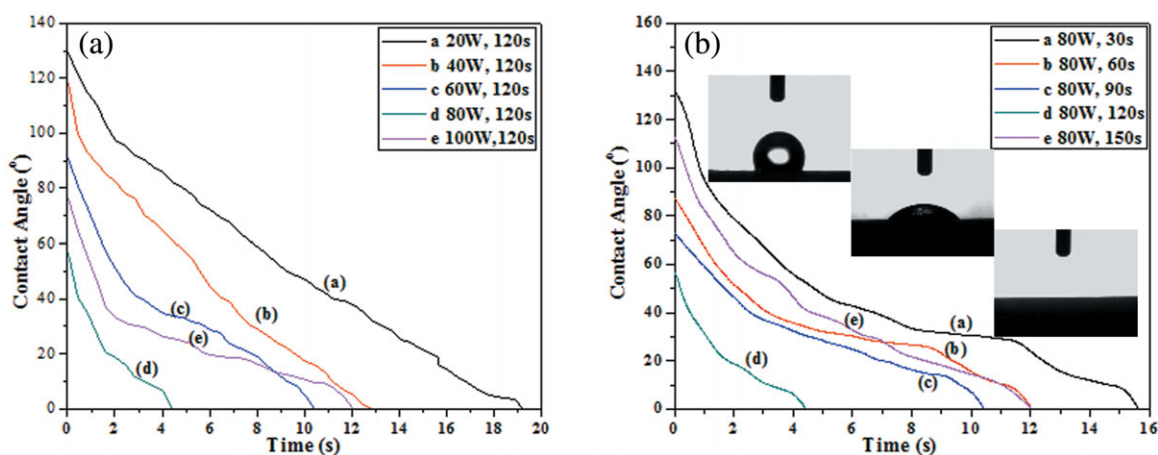 (a)
a 20W, 120s
b 40W, 120s
c 60W, 120s
d 80W, 120s
e 100W,120s
Contact Angle (°)
140
120
100
80
60
40
20
0
(a)
(b)
(c)
(e)
(d)
0 2 4 6 8 10 12 14 16 18 20
Time (s)
(b)
a 80W, 30s
b 80W, 60s
c 80W, 90s
d 80W, 120s
e 80W, 150s
Contact Angle (°)
160
140
120
100
80
60
40
20
0
(a)
(e)
(b)
(c)
(d)
0 2 4 6 8 10 12 14 16
Time (s)